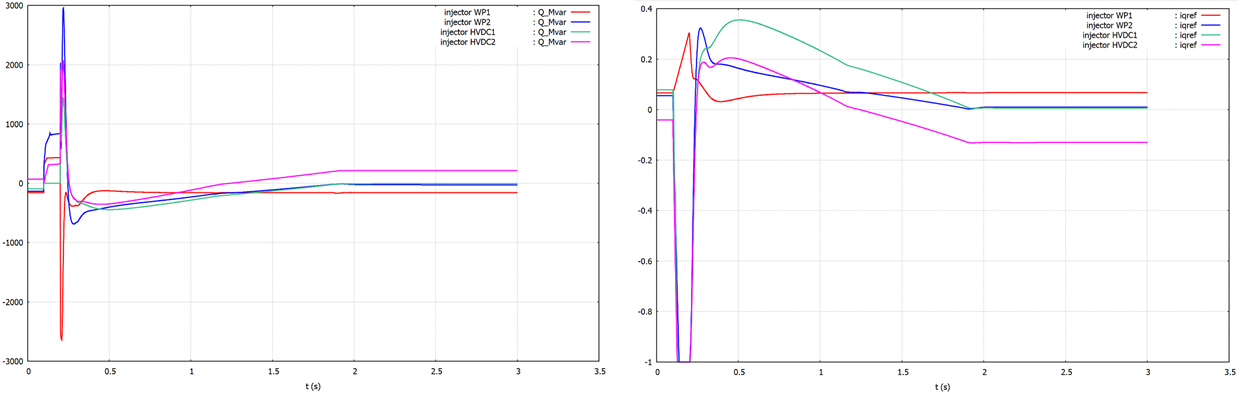 3000
2000
1000
0
-1000
-2000
-3000
injector WP1 : Q_Mvar
injector WP2 : Q_Mvar
injector HVDC1 : Q_Mvar
injector HVDC2 : Q_Mvar
0 0.5 1 1.5 2 2.5 3 3.5
t (s)
0.4
0.2
0
-0.2
-0.4
-0.6
-0.8
-1
injector WP1 : iqref
injector WP2 : iqref
injector HVDC1 : iqref
injector HVDC2 : iqref
0 0.5 1 1.5 2 2.5 3 3.5
t (s)